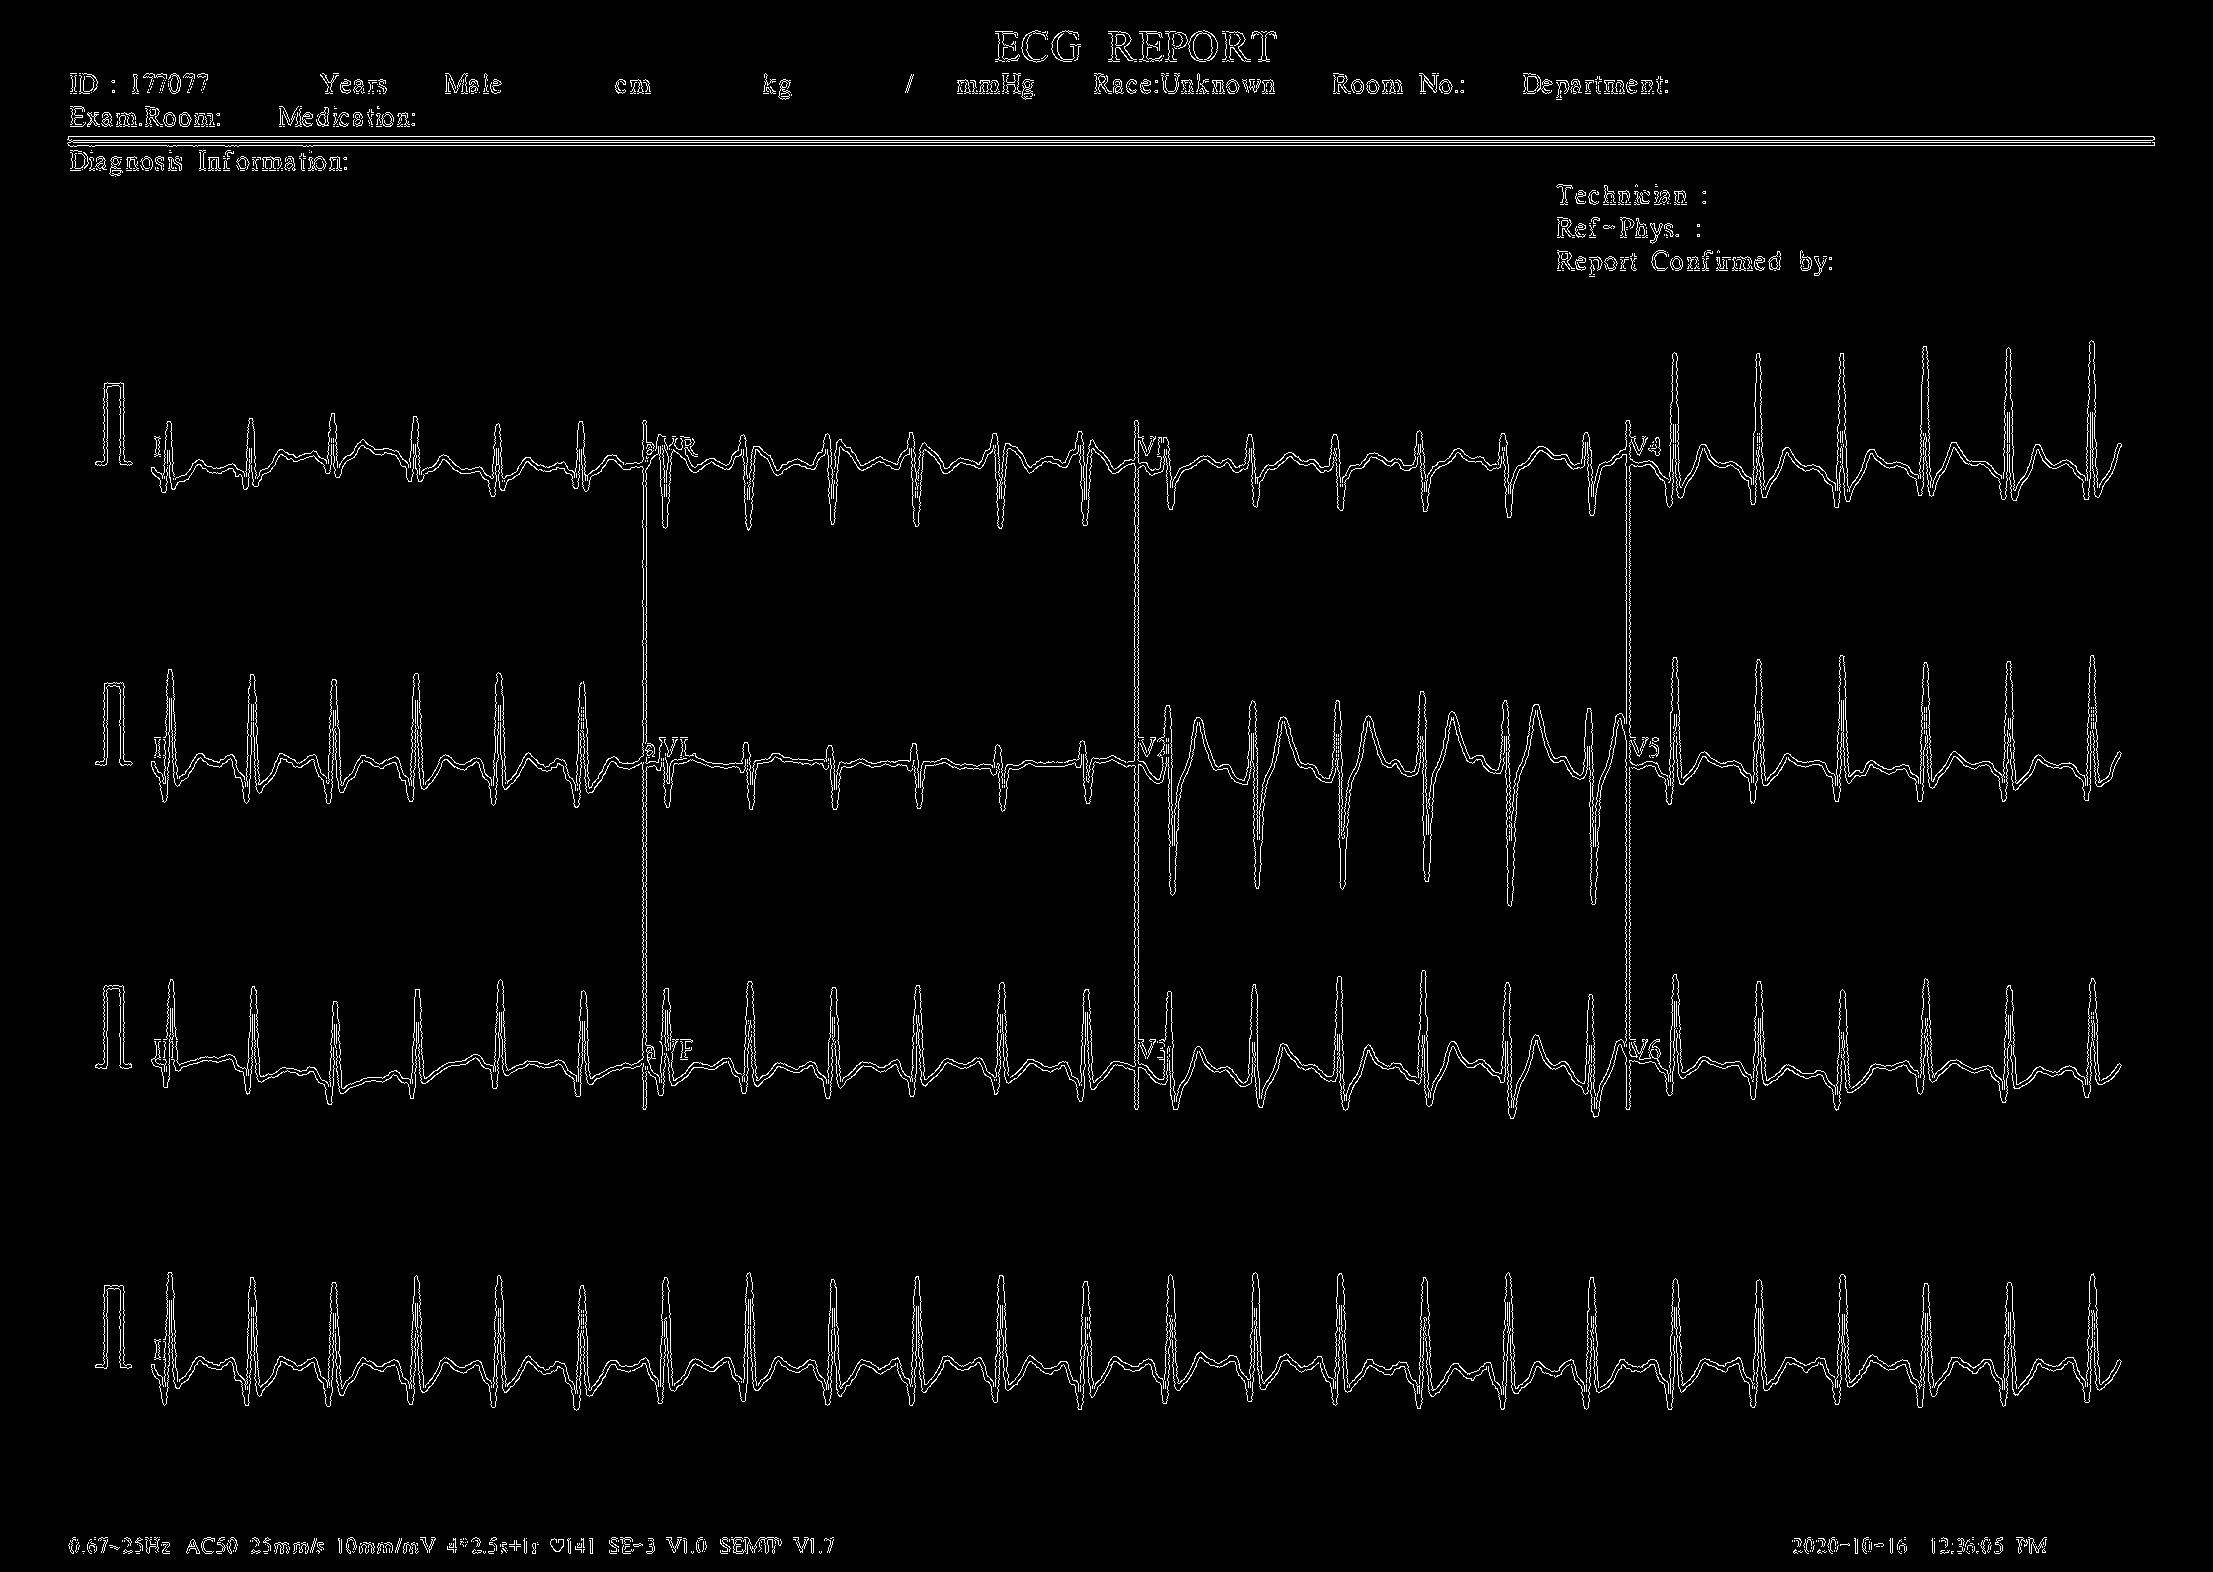 ECG REPORT
ID : 177077 Years Male cm kg / mmHg Race:Unknown Room No.: Department:
Exam.Room: Medication:
Diagnosis Information:
Technician :
Ref-Phys. :
Report Confirmed by:
I aVR V1 V4
II aVL V2 V5
III aVF V3 V6
II
0.67~25Hz AC50 25mm/s 10mm/mV 4*2.5s+1r ♡141 SE-3 V1.0 SEMIP V1.7
2020-10-16 12:36:05 PM